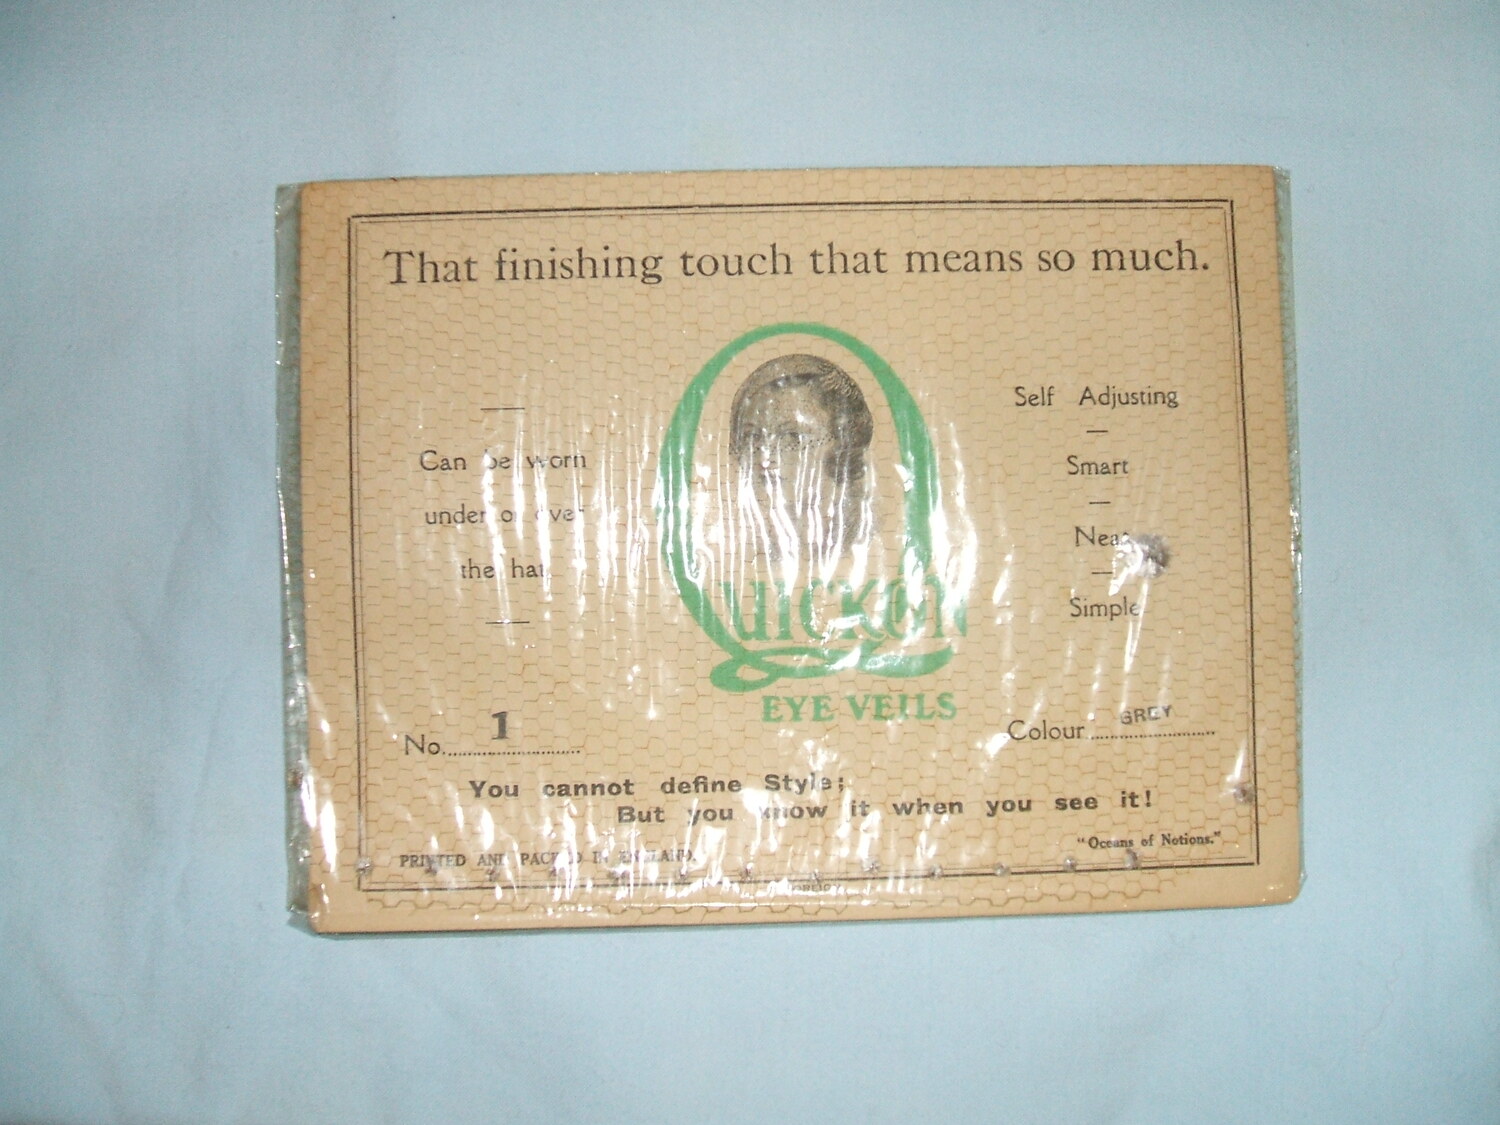 That finishing touch that means so much.
Can be worn
under or over
the hat
Self Adjusting
Smart
Neat
Simple
Quicken
EYE VEILS
No. 1
Colour GREY
You cannot define Style;
But you know it when you see it!
"Oceans of Notions."
PRINTED AND PACKED IN ENGLAND.